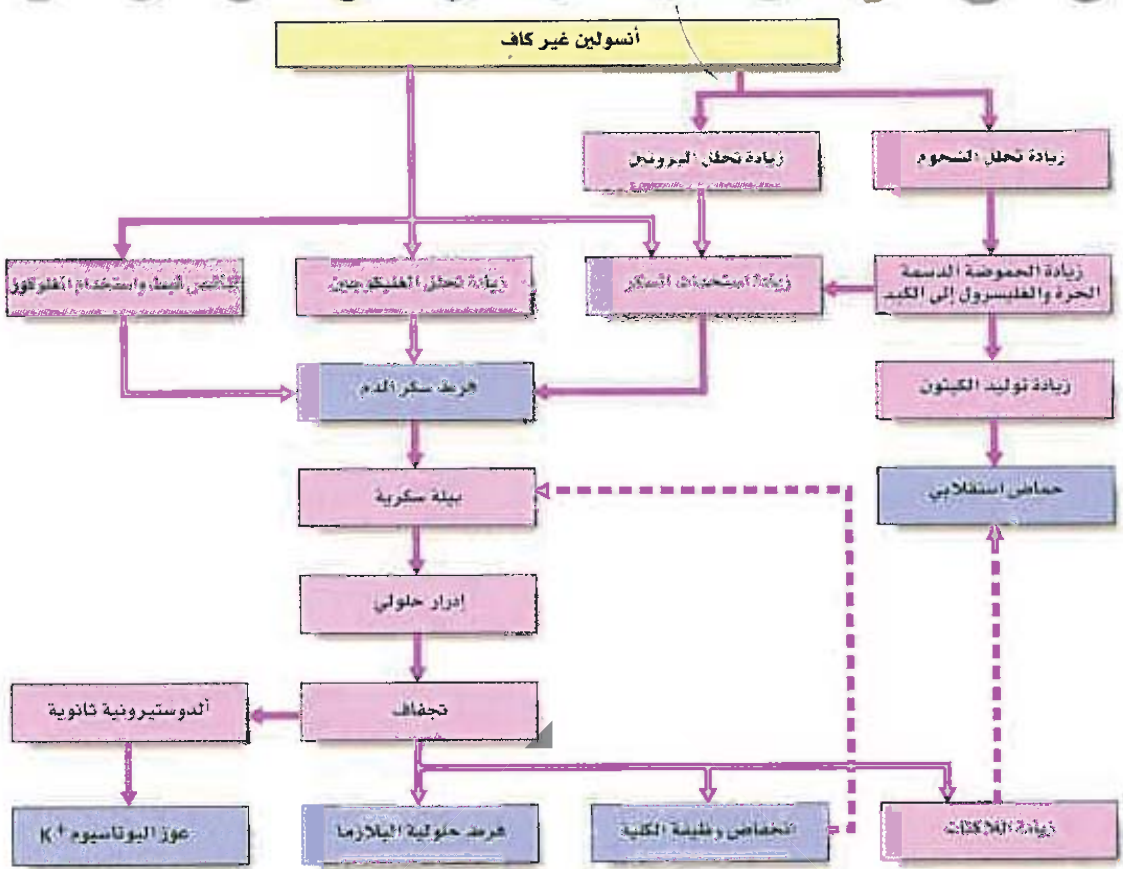 أنسولين غير كاف
زيادة تحلل الشحوم
زيادة تحلل البروتين
زيادة الحموضة الدسمة
الحرة والغليسرول إلى الكبد
زيادة استحداث السكر
زيادة تحلل الغليكوجين
واستخدام الغلوكوز
زيادة توليد الكيتون
فرط سكر الدم
حماض استقلابي
بيلة سكرية
إدرار حلولي
تجفاف
ألدوستيرونية ثانوية
زيادة اللاكتات
انخفاض وظيفة الكلية
فرط حلولية البلازما
عوز البوتاسيوم K+